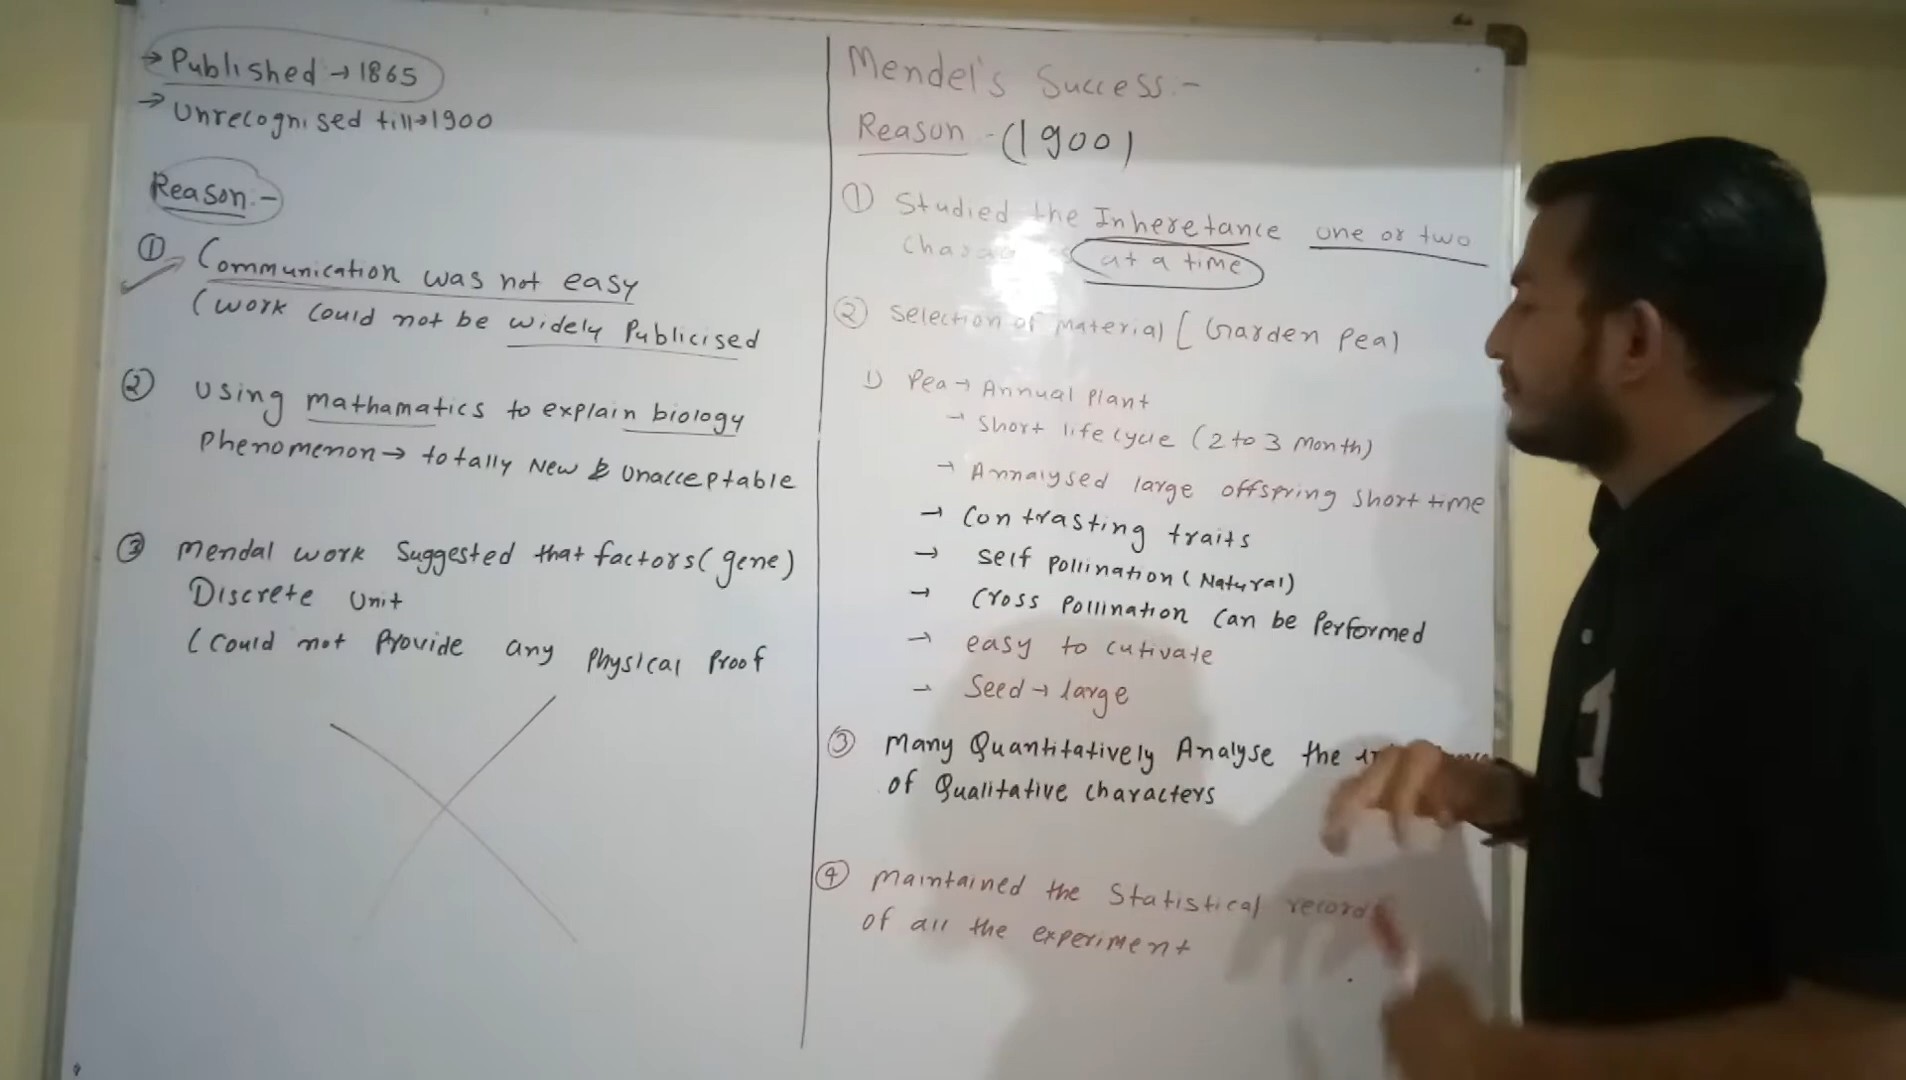 → Published → 1865
→ Unrecognised till→1900
Reason:-
① Communication was not easy
(work could not be widely Publicised
② Using mathamatics to explain biology
Phenomenon → totally New & Unacceptable
③ Mendal work Suggested that factors (gene)
Discrete Unit
(Could not Provide any Physical Proof
Mendel's Success:-
Reason - (1900)
① Studied the Inheretance one or two
at a time
② Selection of Material [Garden Pea)
1) Pea → Annual Plant
→ Short lifecycle (2 to 3 Month)
→ Annalysed large offspring short time
→ Contrasting traits
→ Self Pollination (Natural)
→ Cross Pollination Can be Performed
→ easy to cutivate
→ Seed → large
③ Many Quantitatively Analyse the
of Qualitative characters
④ Maintained the Statistical records
of all the experiment